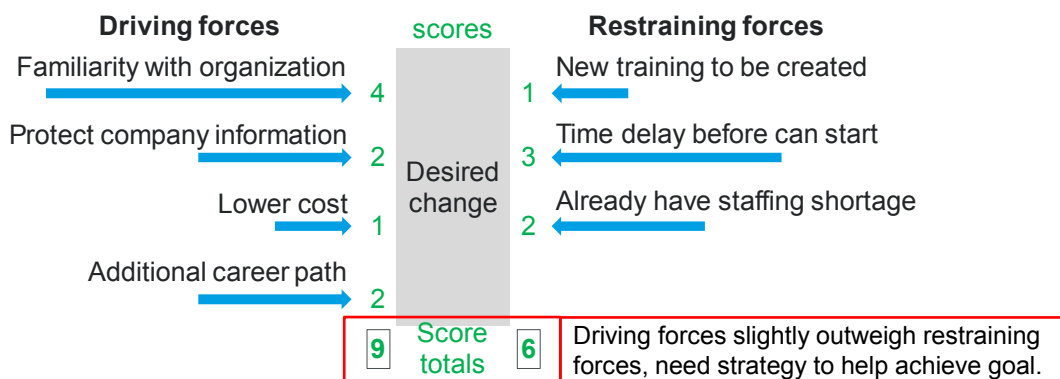 Driving forces
scores
Restraining forces
Familiarity with organization
4
1
New training to be created
Protect company information
2
3
Time delay before can start
Desired
change
Lower cost
1
2
Already have staffing shortage
Additional career path
2
9
Score
totals
6
Driving forces slightly outweigh restraining
forces, need strategy to help achieve goal.